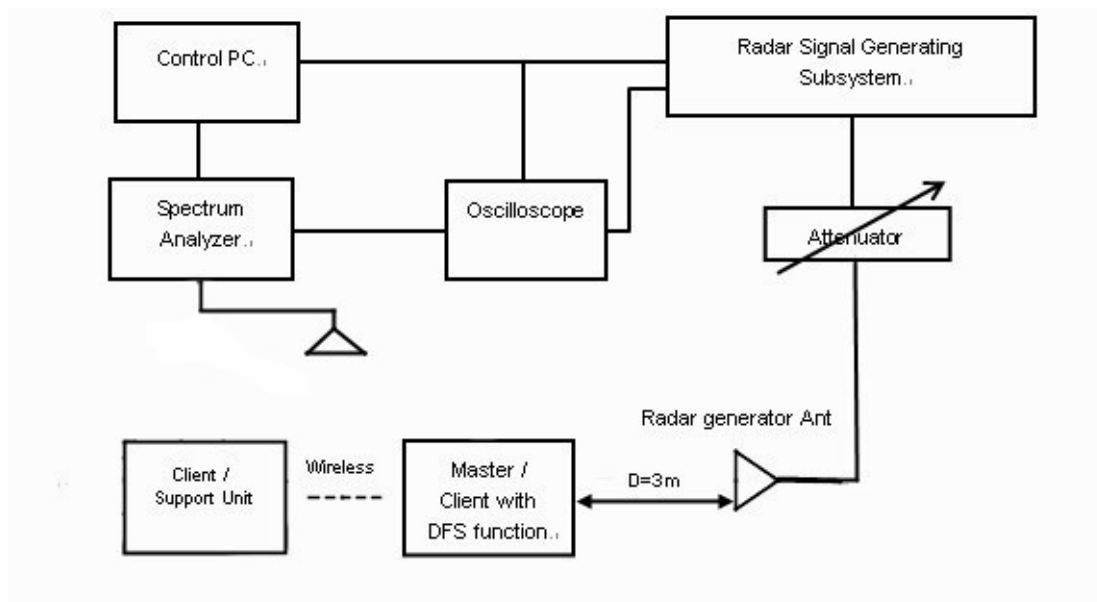 Control PC.
Radar Signal Generating
Subsystem.
Spectrum
Analyzer.
Oscilloscope
Attenuator
Radar generator Ant
Client /
Support Unit
Wireless
Master /
Client with
DFS function.
D=3m